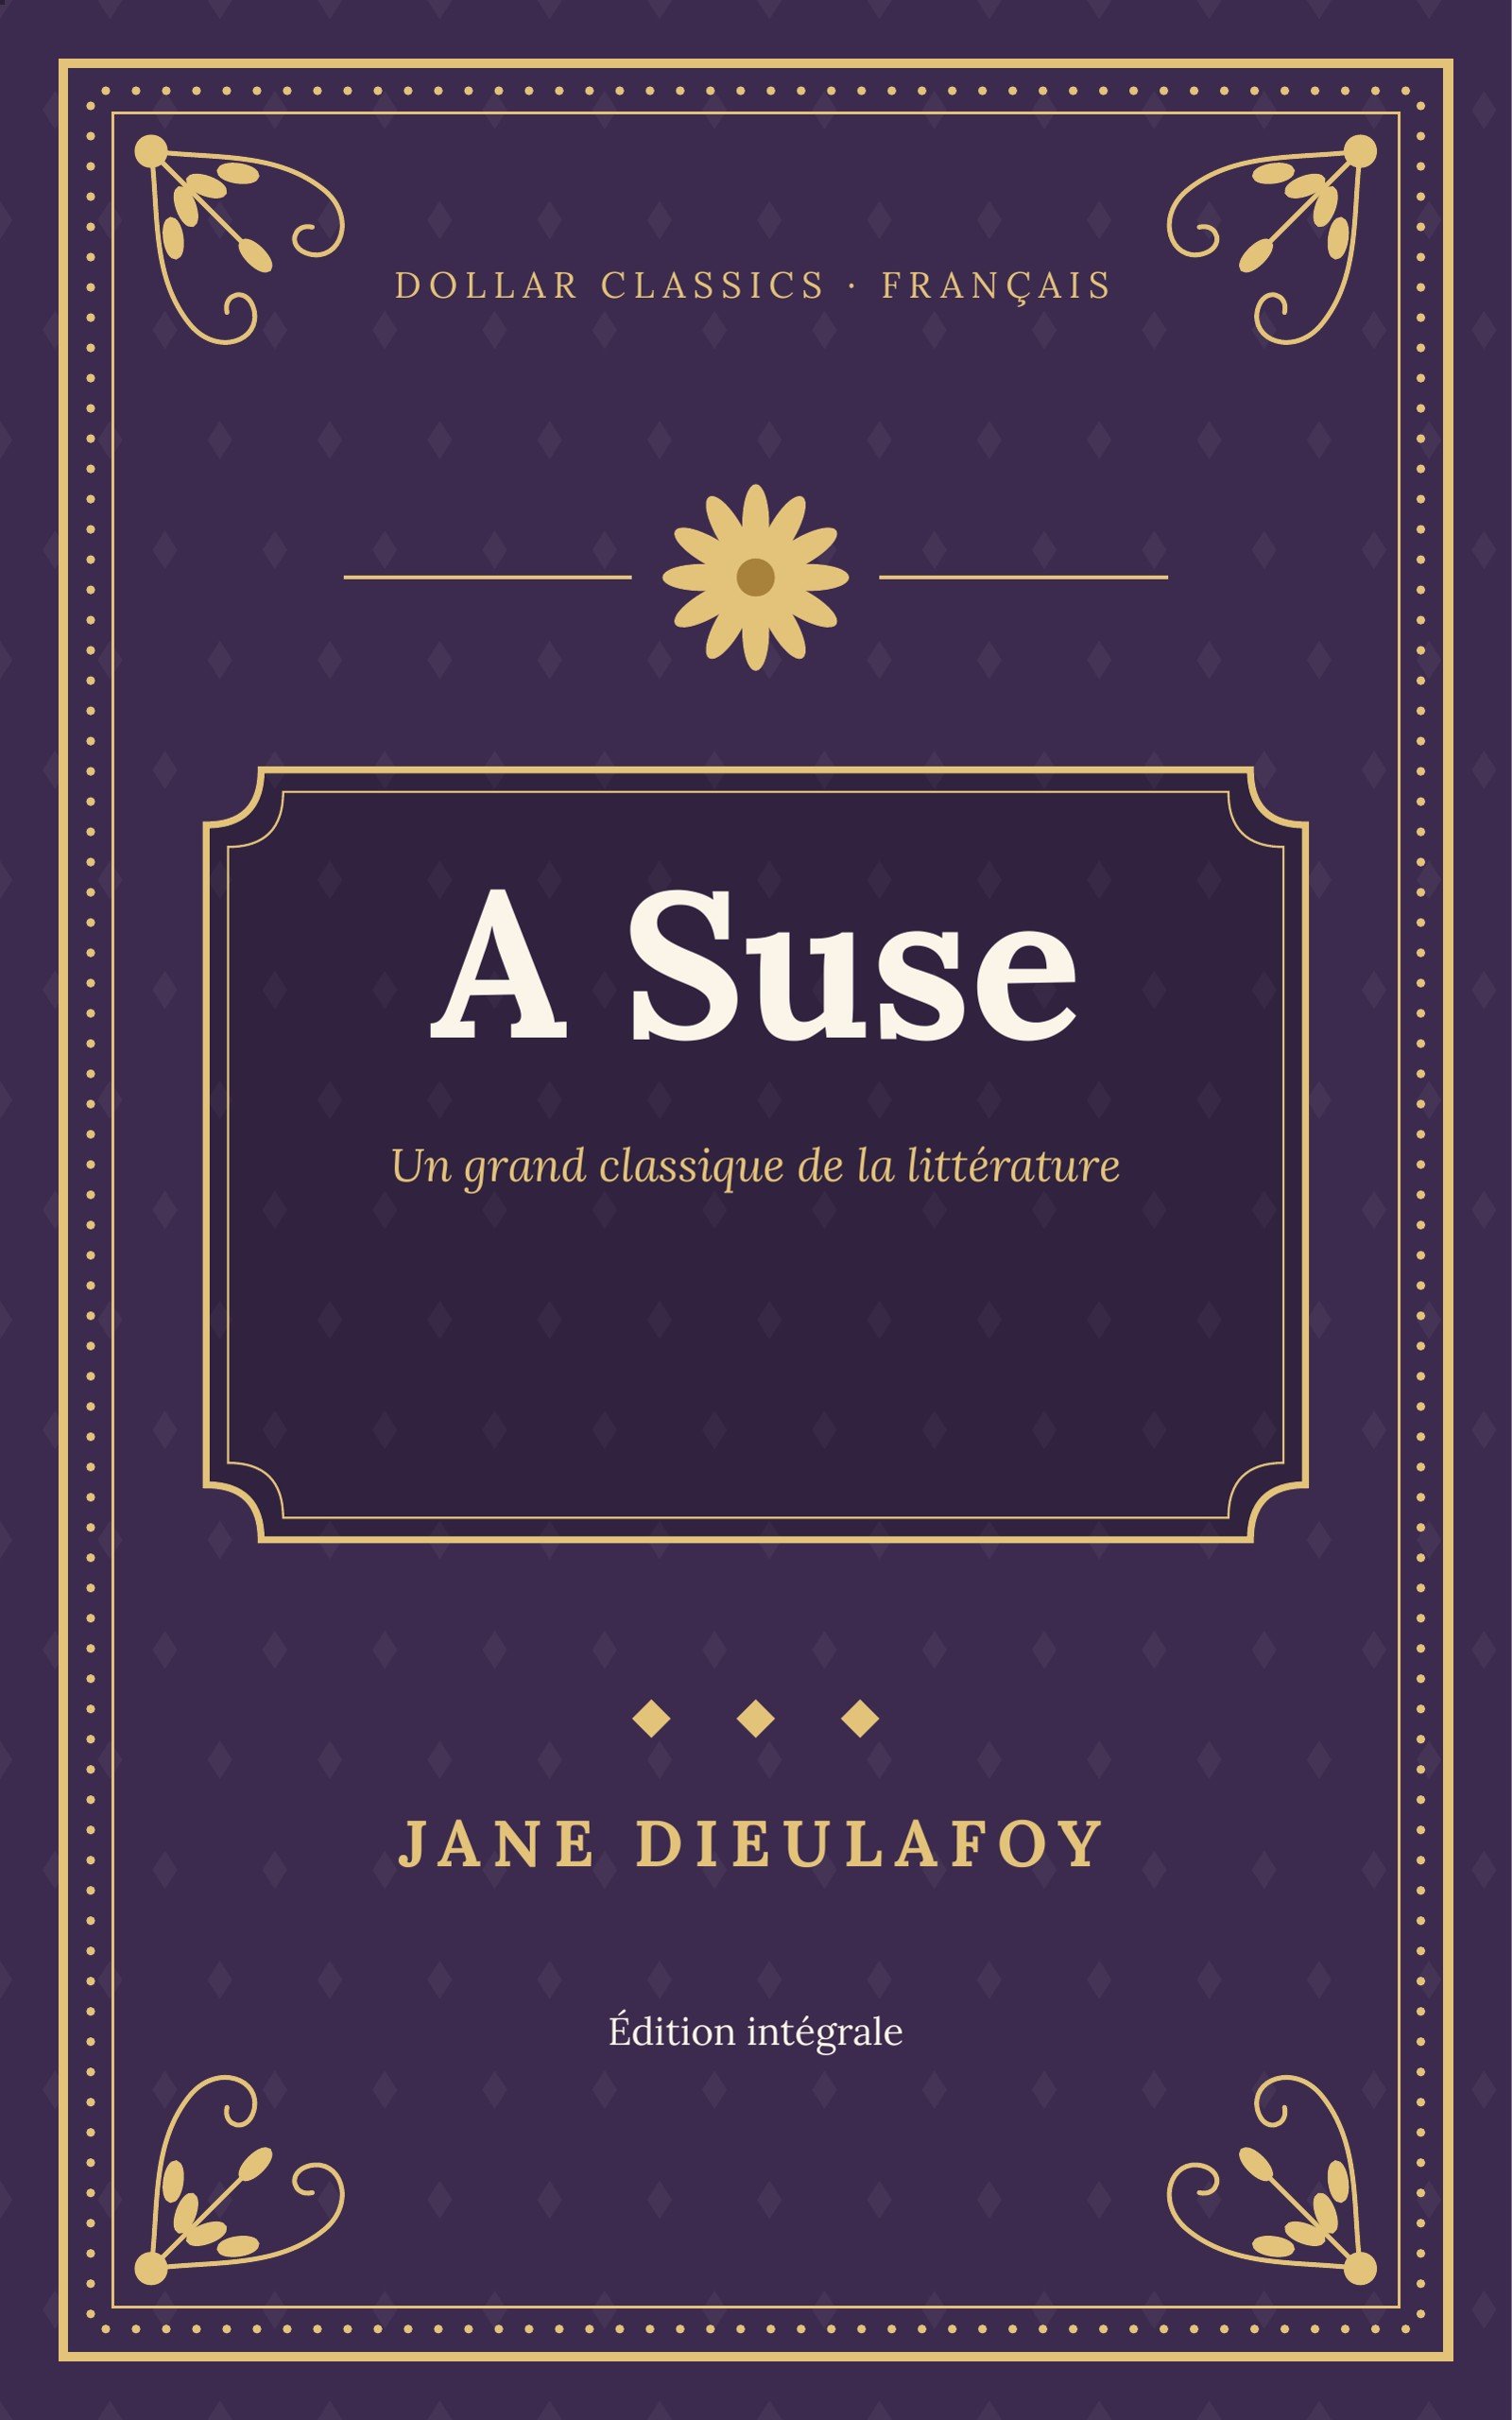 DOLLAR CLASSICS · FRANÇAIS
A Suse
Un grand classique de la littérature
JANE DIEULAFOY
Édition intégrale